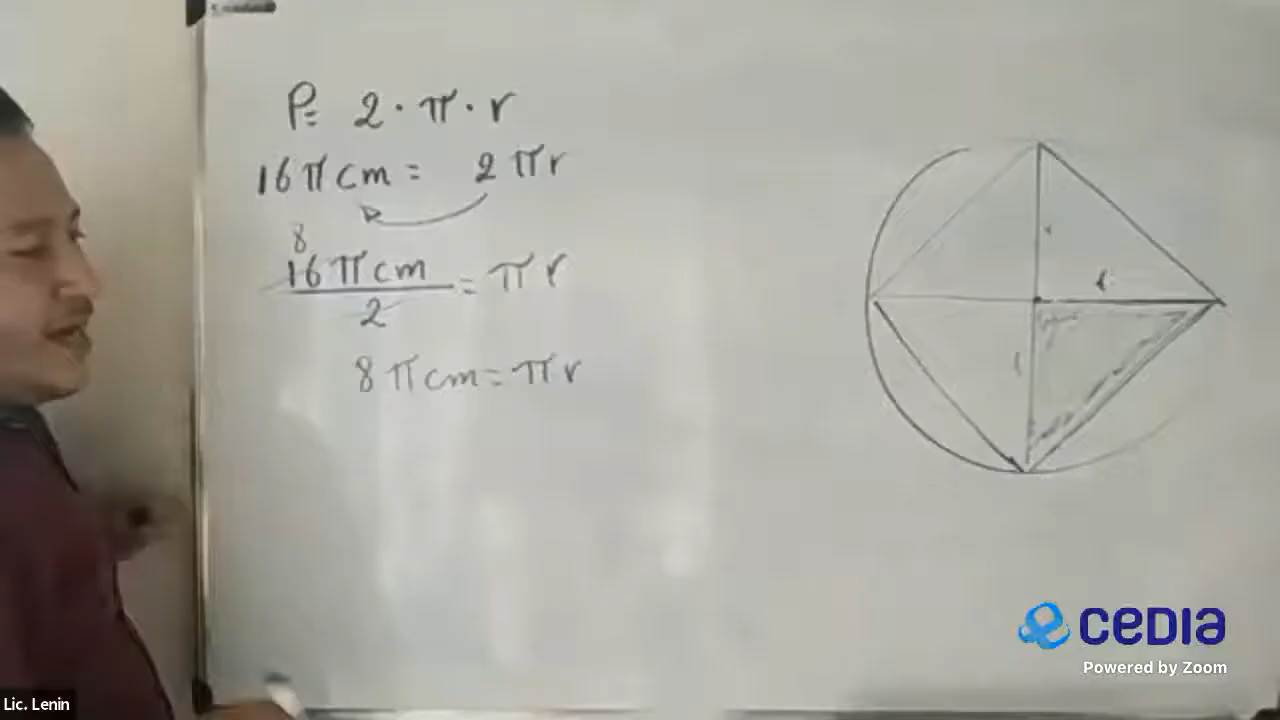 P= 2 · π · r
16 π cm = 2 π r
8
16 π cm
2
= π r
8 π cm = π r
r
cedia
Powered by Zoom
Lic. Lenin